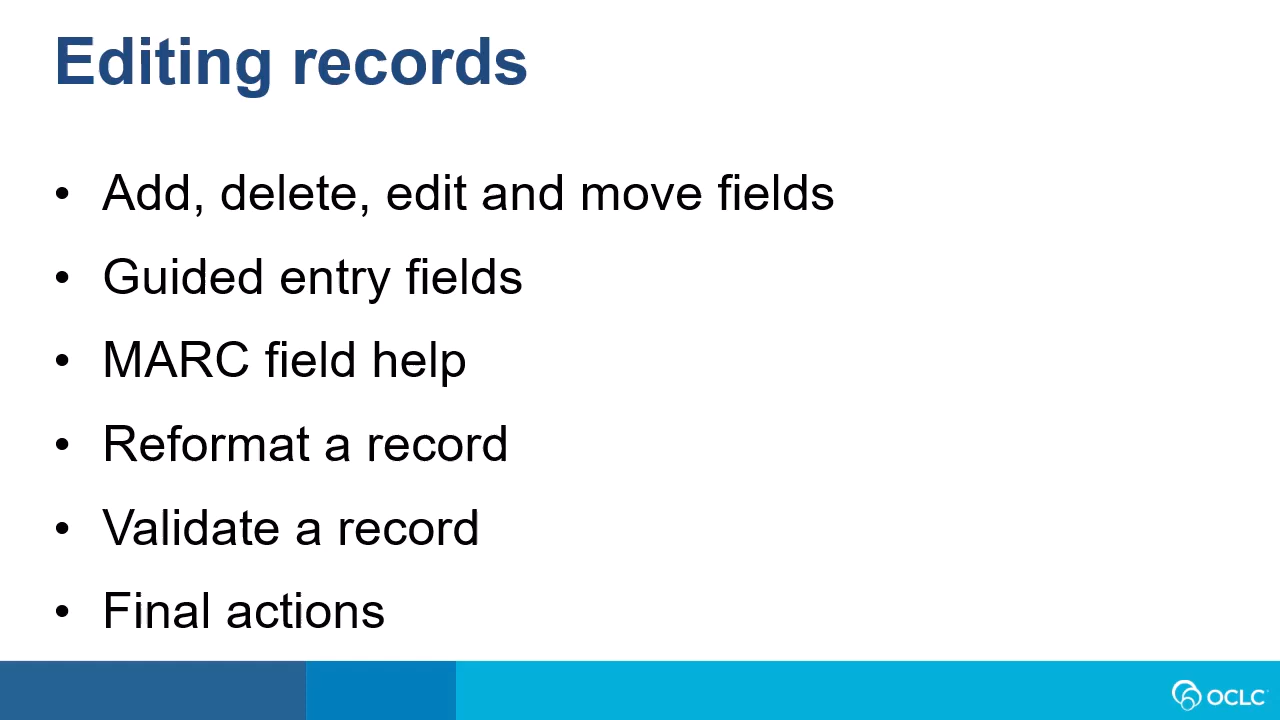 Editing records
• Add, delete, edit and move fields
• Guided entry fields
• MARC field help
• Reformat a record
• Validate a record
• Final actions
OCLC